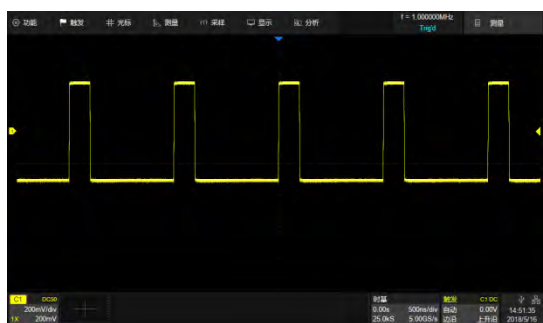 功能 触发 光标 测量 采样 显示 分析
f = 1.000000MHz
Trig'd
测量
C1 DC50
200mV/div
1X 200mV
时基
0.00s 500ns/div
25.0kS 5.00GS/s
触发 C1 DC
自动 0.00V
边沿 上升沿
14:51:35
2018/5/16